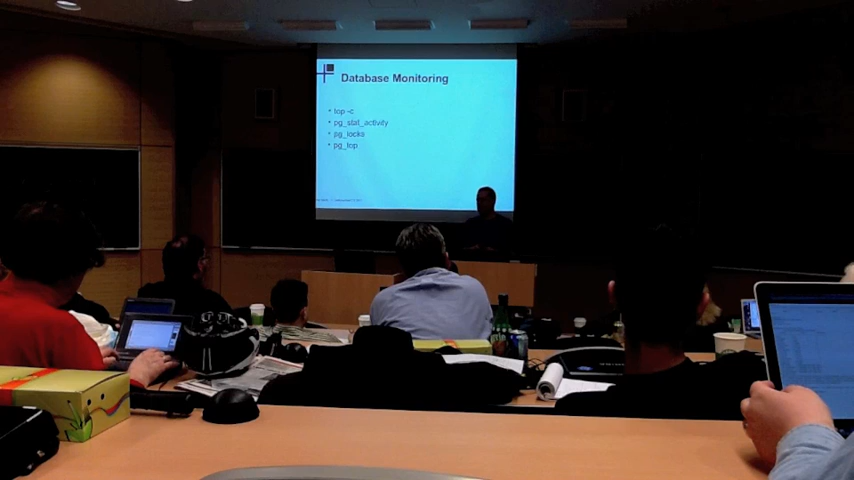 Database Monitoring
• top -c
• pg_stat_activity
• pg_locks
• pg_top